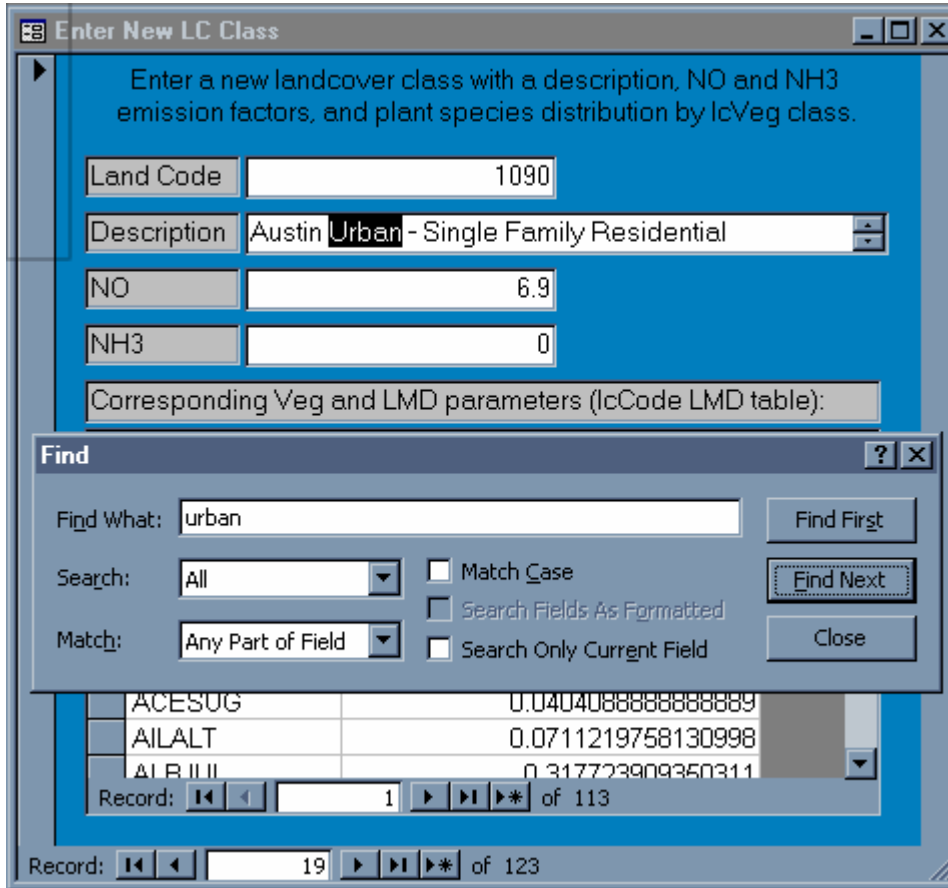 Enter New LC Class
Enter a new landcover class with a description, NO and NH3
emission factors, and plant species distribution by lcVeg class.
Land Code 1090
Description Austin Urban - Single Family Residential
NO 6.9
NH3 0
Corresponding Veg and LMD parameters (lcCode LMD table):
Find
Find What: urban Find First
Search: All Match Case Find Next
Search Fields As Formatted
Match: Any Part of Field Search Only Current Field Close
ACESUG 0.0404088888888889
AILALT 0.0711219758130998
ALBJUL 0.317723909350311
Record: 1 of 113
Record: 19 of 123